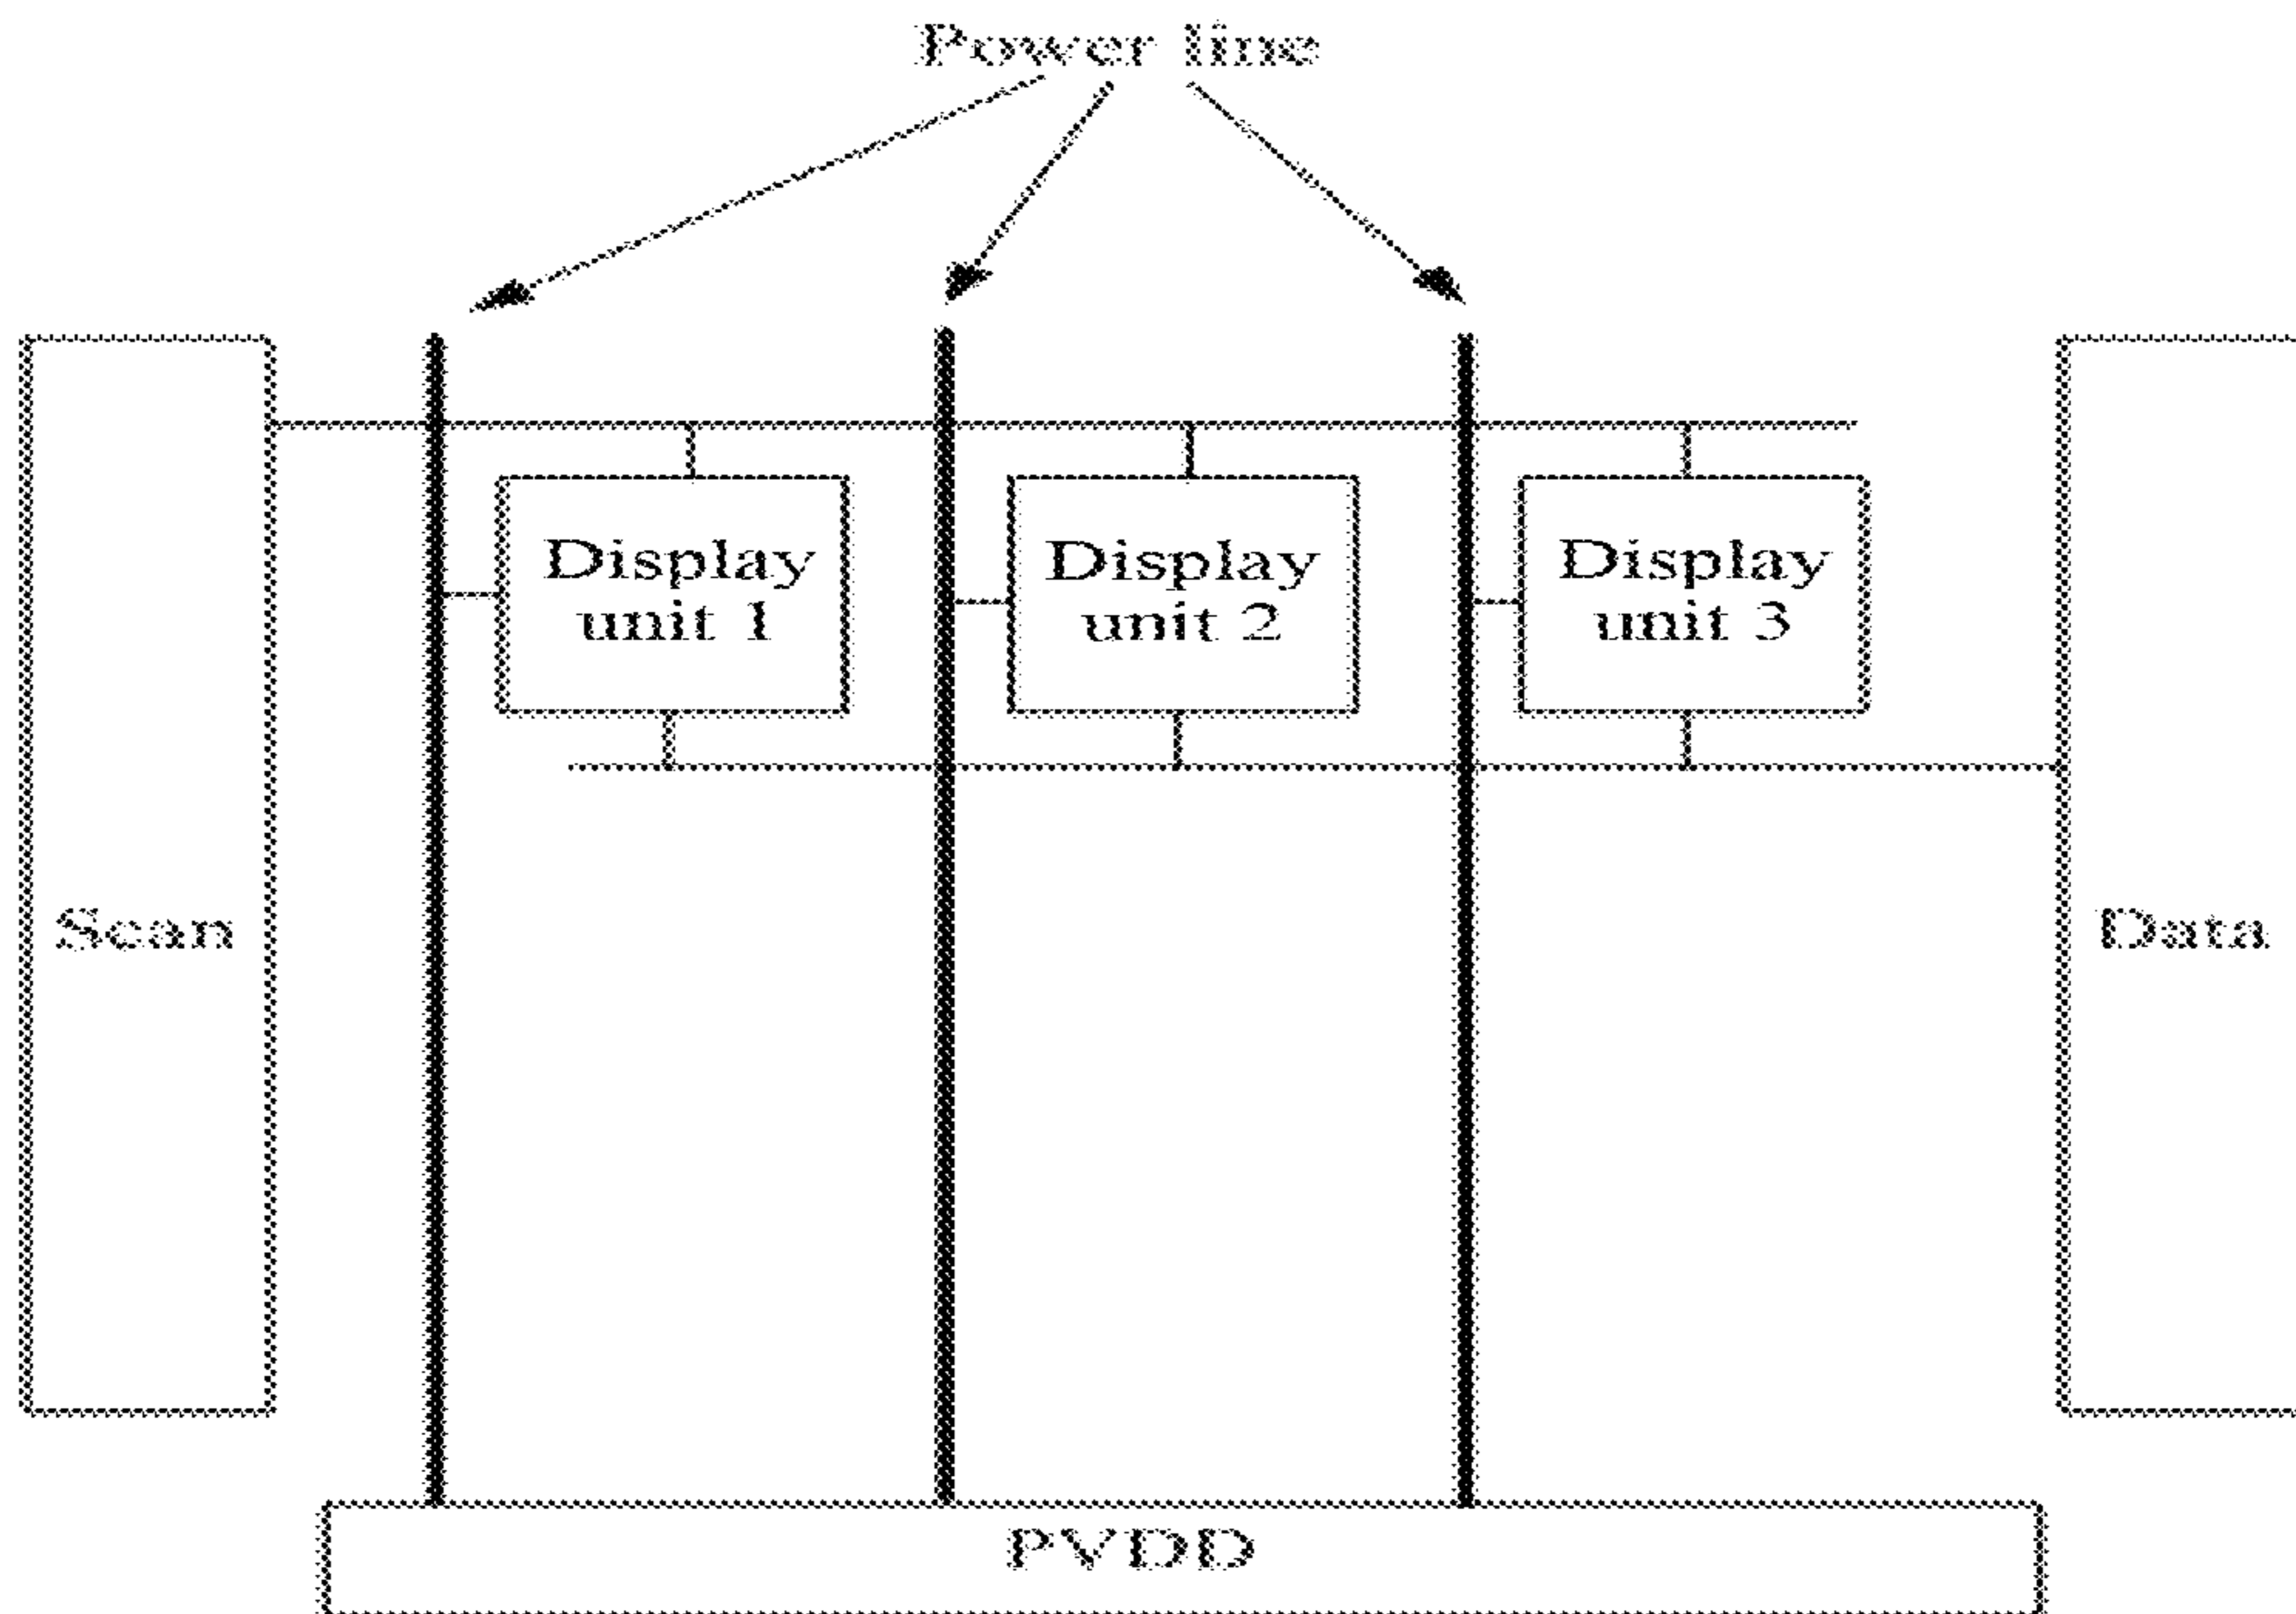 Power line
Display
unit 1
Display
unit 2
Display
unit 3
Scan
Data
PVDD